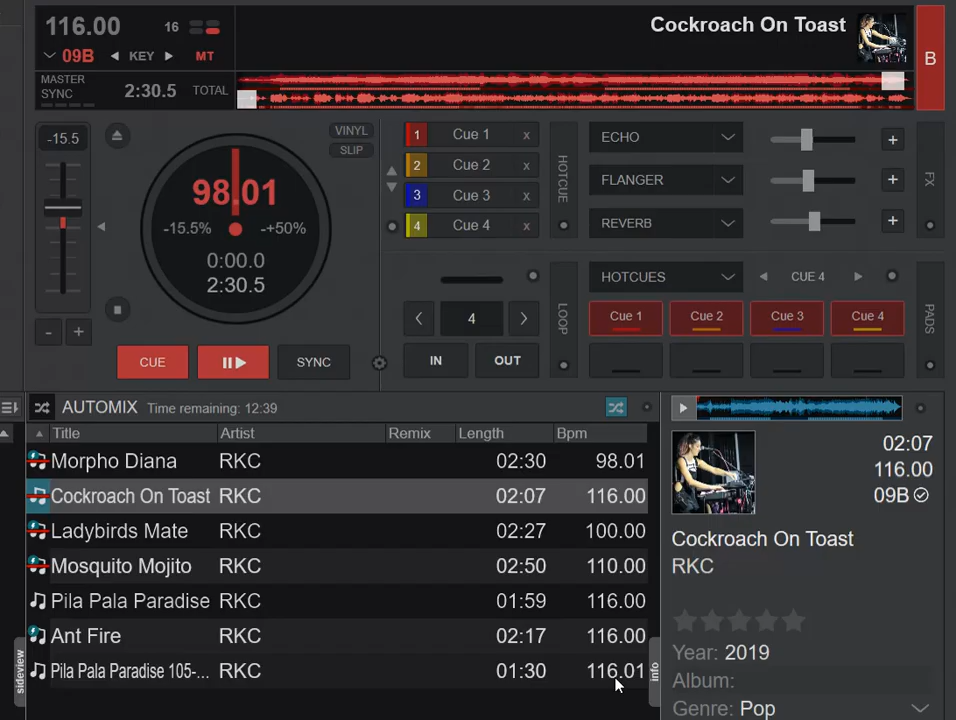 116.00
16
Cockroach On Toast
09B
KEY
MT
MASTER
SYNC
2:30.5
TOTAL
B
-15.5
VINYL
SLIP
98.01
-15.5%
-+50%
0:00.0
2:30.5
-
+
CUE
SYNC
1 Cue 1 x
2 Cue 2 x
3 Cue 3 x
4 Cue 4 x
HOTCUE
ECHO
+
FLANGER
+
REVERB
+
FX
4
IN
OUT
LOOP
HOTCUES
CUE 4
Cue 1
Cue 2
Cue 3
Cue 4
PADS
AUTOMIX Time remaining: 12:39
Title Artist Remix Length Bpm
Morpho Diana RKC 02:30 98.01
Cockroach On Toast RKC 02:07 116.00
Ladybirds Mate RKC 02:27 100.00
Mosquito Mojito RKC 02:50 110.00
Pila Pala Paradise RKC 01:59 116.00
Ant Fire RKC 02:17 116.00
Pila Pala Paradise 105-... RKC 01:30 116.01
sideview
info
02:07
116.00
09B
Cockroach On Toast
RKC
Year: 2019
Album:
Genre: Pop